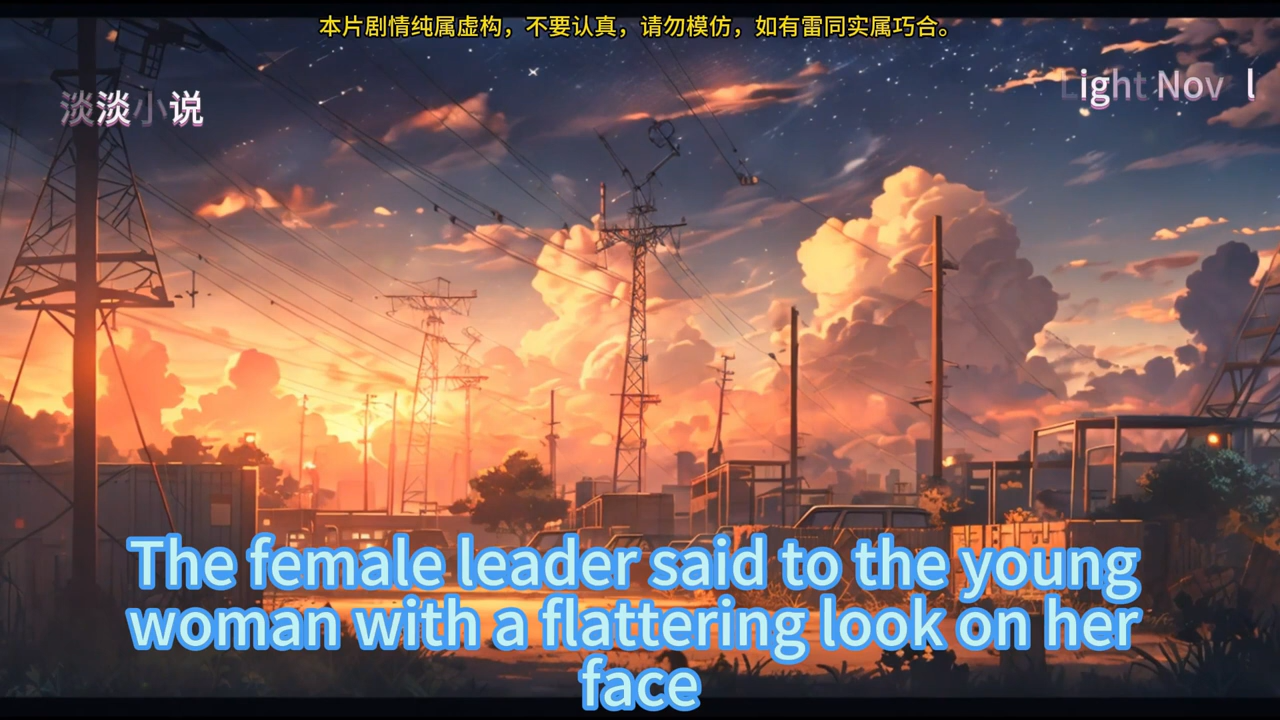 本片剧情纯属虚构，不要认真，请勿模仿，如有雷同实属巧合。
淡淡小说
Light Nov l
The female leader said to the young
woman with a flattering look on her
face